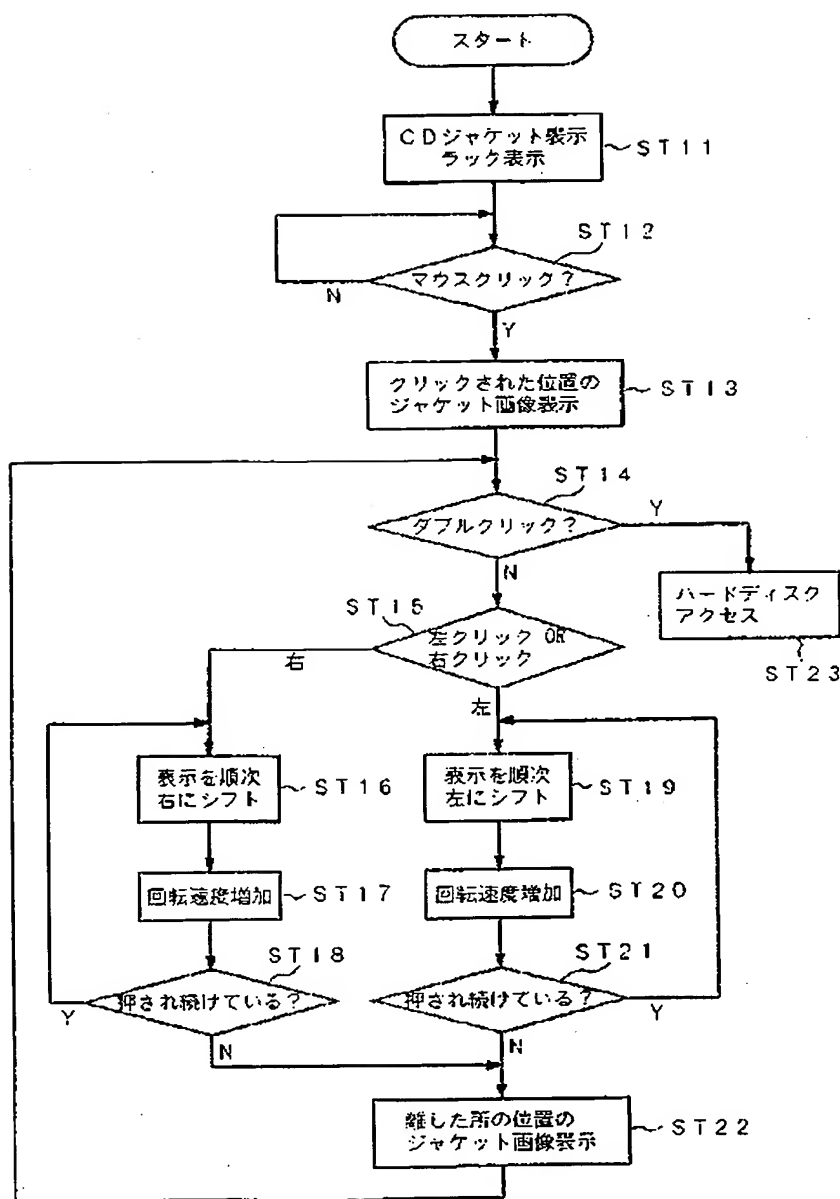 スタート
CDジャケット表示
ラック表示
ST11
ST12
マウスクリック?
N
Y
クリックされた位置の
ジャケット画像表示
ST13
ST14
ダブルクリック?
Y
N
ハードディスク
アクセス
ST23
ST15
左クリック OR
右クリック
右
左
表示を順次
右にシフト
ST16
表示を順次
左にシフト
ST19
回転速度増加
ST17
回転速度増加
ST20
ST18
押され続けている?
Y
N
ST21
押され続けている?
Y
N
離した所の位置の
ジャケット画像表示
ST22